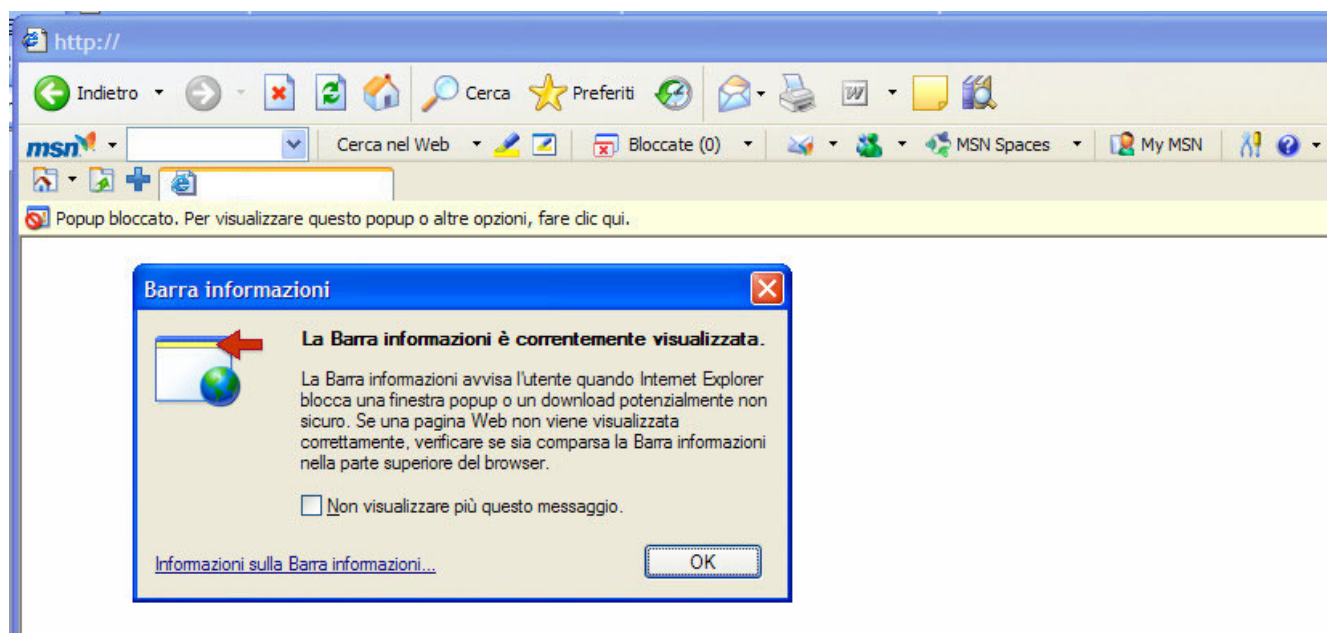 http://
Indietro Cerca Preferiti
msn Cerca nel Web Bloccate (0) MSN Spaces My MSN
Popup bloccato. Per visualizzare questo popup o altre opzioni, fare clic qui.
Barra informazioni
La Barra informazioni è correntemente visualizzata.
La Barra informazioni avvisa l'utente quando Internet Explorer
blocca una finestra popup o un download potenzialmente non
sicuro. Se una pagina Web non viene visualizzata
correttamente, verificare se sia comparsa la Barra informazioni
nella parte superiore del browser.
Non visualizzare più questo messaggio.
Informazioni sulla Barra informazioni...
OK